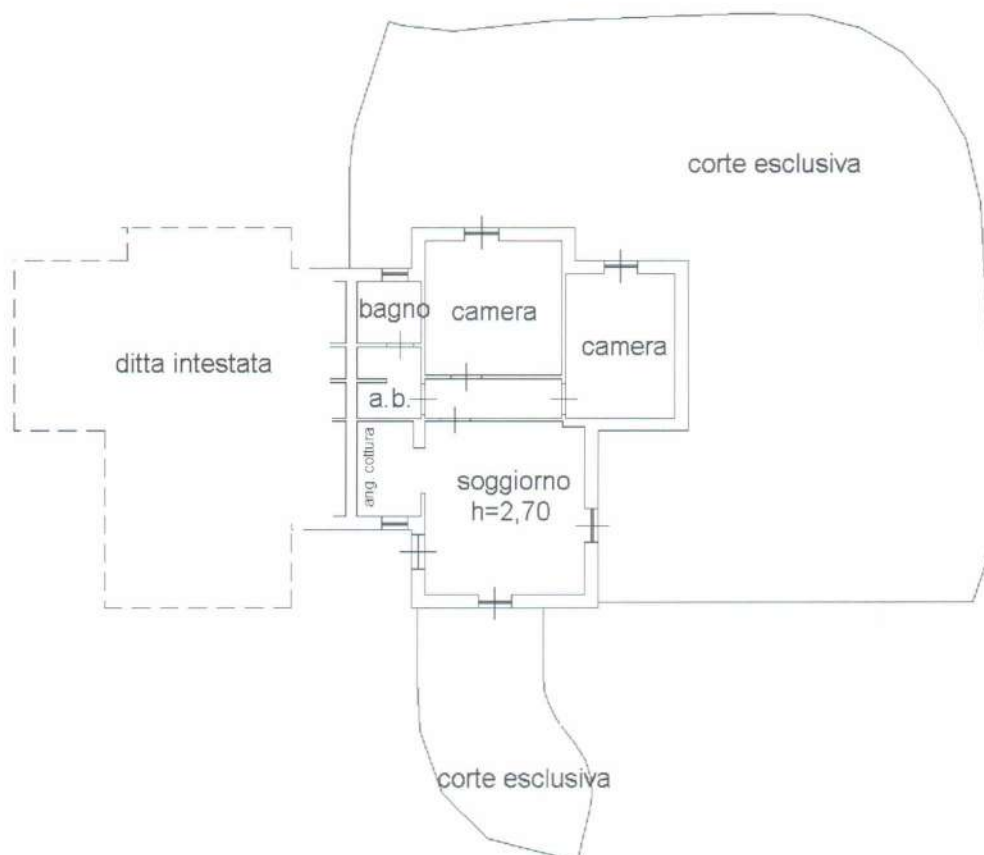 corte esclusiva
bagno
camera
camera
ditta intestata
a.b.
ang. cottura
soggiorno
h=2,70
corte esclusiva